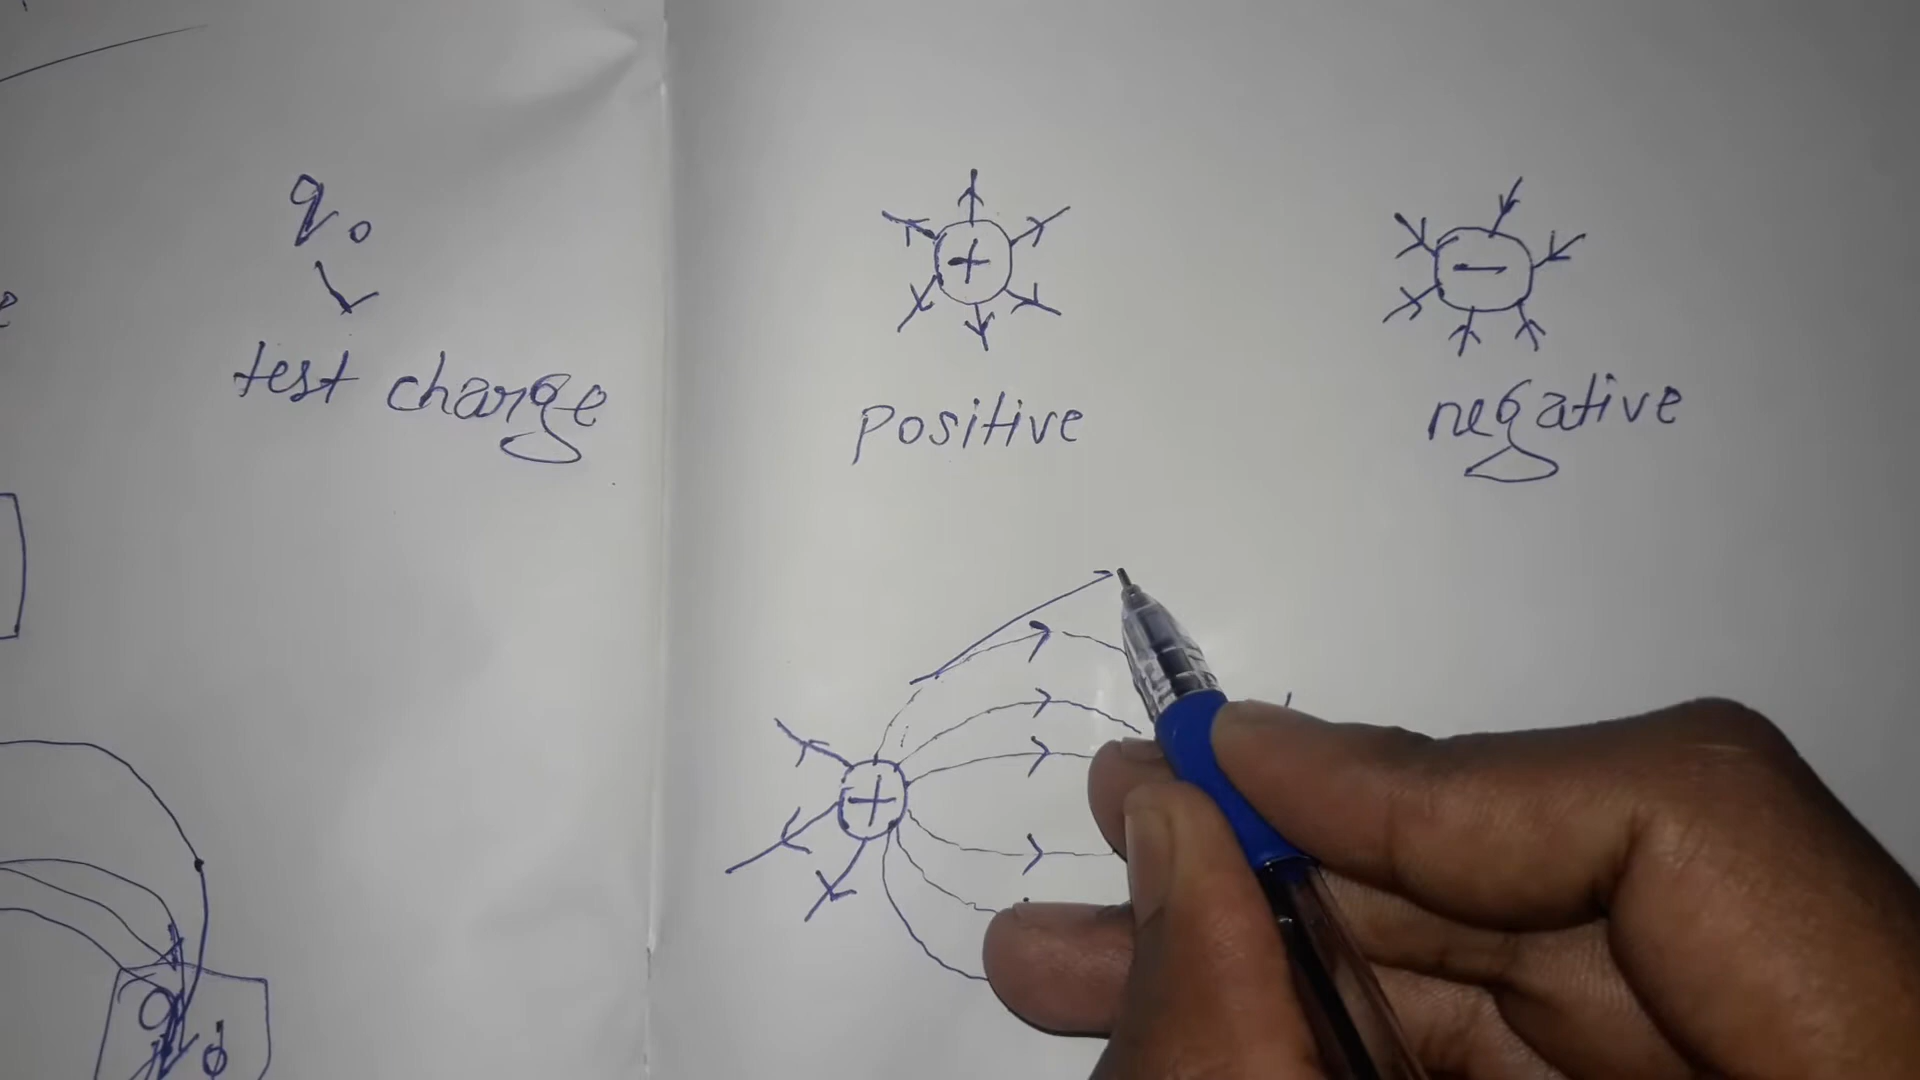 q₀
test charge
+
positive
−
negative
+